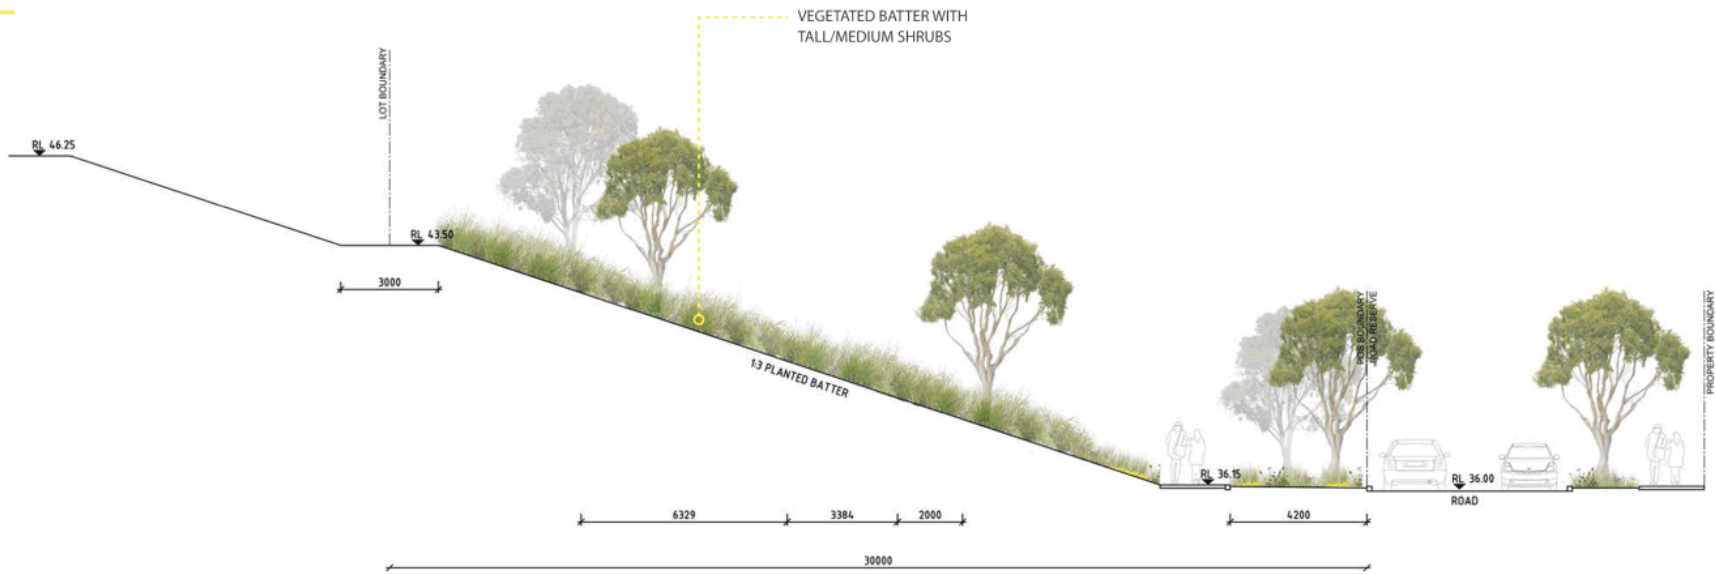 VEGETATED BATTER WITH
TALL/MEDIUM SHRUBS
LOT BOUNDARY
RL 46.25
RL 43.50
3000
1:3 PLANTED BATTER
POS BOUNDARY
ROAD RESERVE
PROPERTY BOUNDARY
RL 36.15
RL 36.00
ROAD
6329
3384
2000
4200
30000